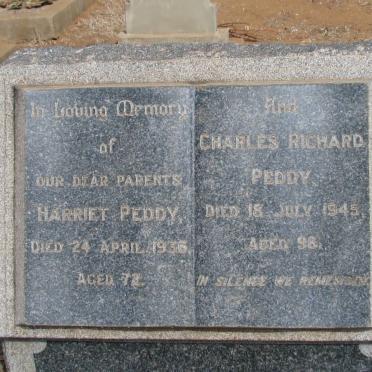 In Loving Memory
of
OUR DEAR PARENTS
HARRIET PEDDY,
DIED 24 APRIL 1936
AGED 72.
And
CHARLES RICHARD
PEDDY.
DIED 18 JULY 1945.
AGED 98.
IN SILENCE WE REMEMBER